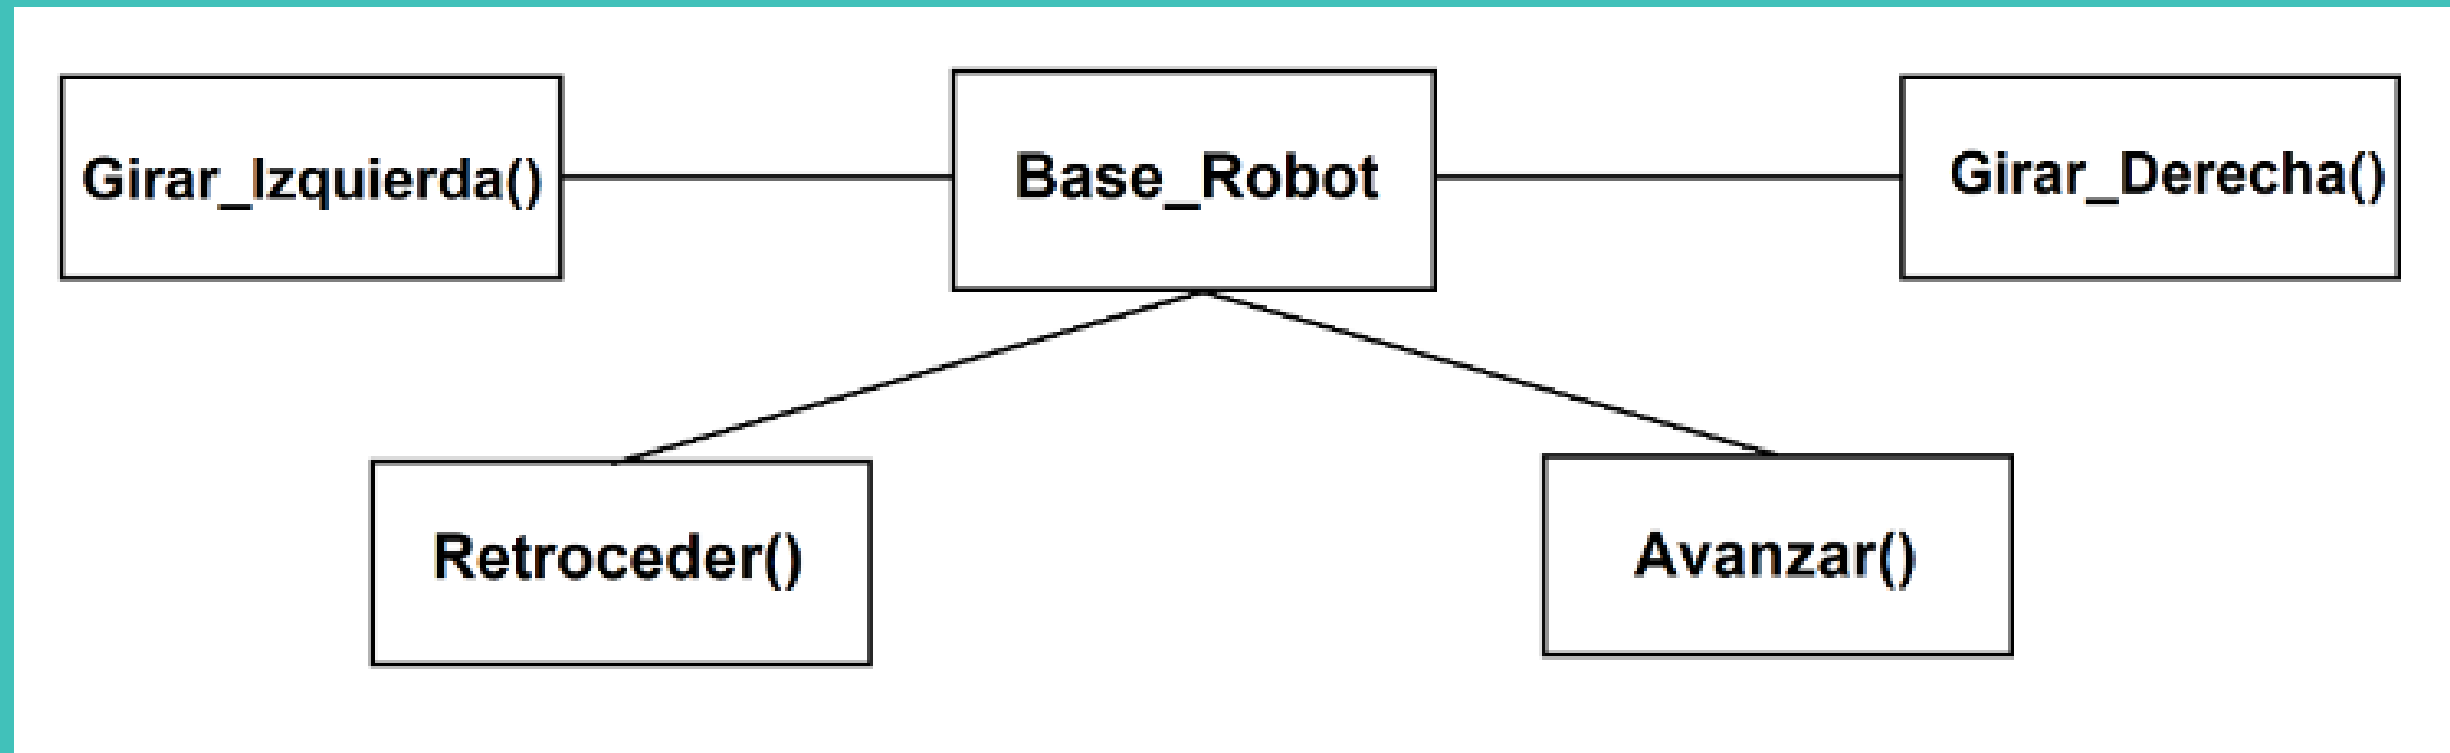 Girar_Izquierda()
Base_Robot
Girar_Derecha()
Retroceder()
Avanzar()